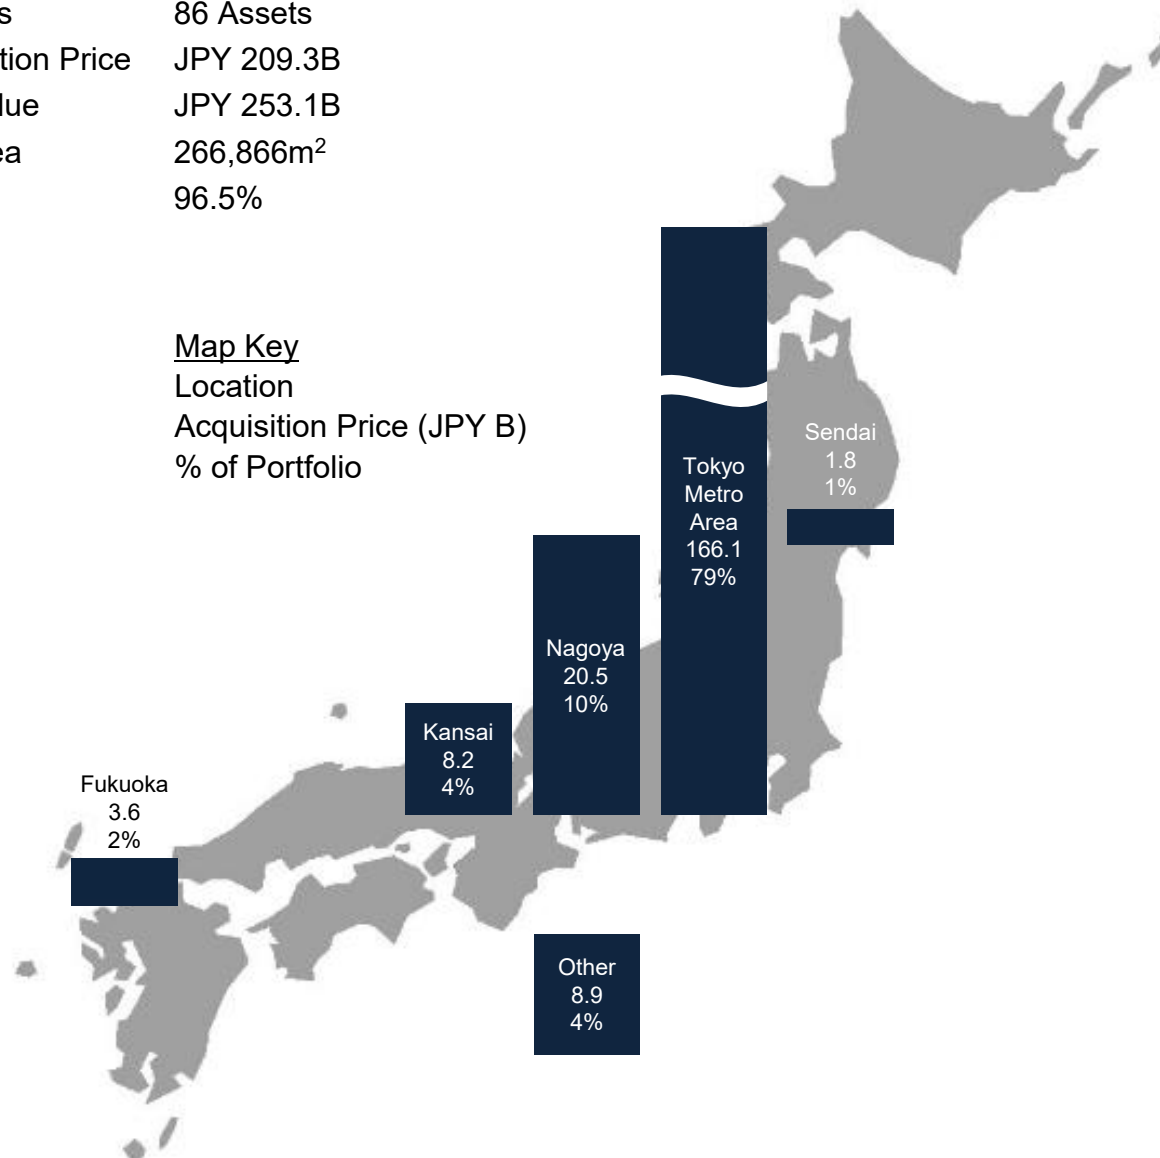 s 86 Assets
tion Price JPY 209.3B
lue JPY 253.1B
ea 266,866m²
96.5%
Map Key
Location
Acquisition Price (JPY B)
% of Portfolio
Sendai
1.8
1%
Tokyo
Metro
Area
166.1
79%
Nagoya
20.5
10%
Kansai
8.2
4%
Fukuoka
3.6
2%
Other
8.9
4%